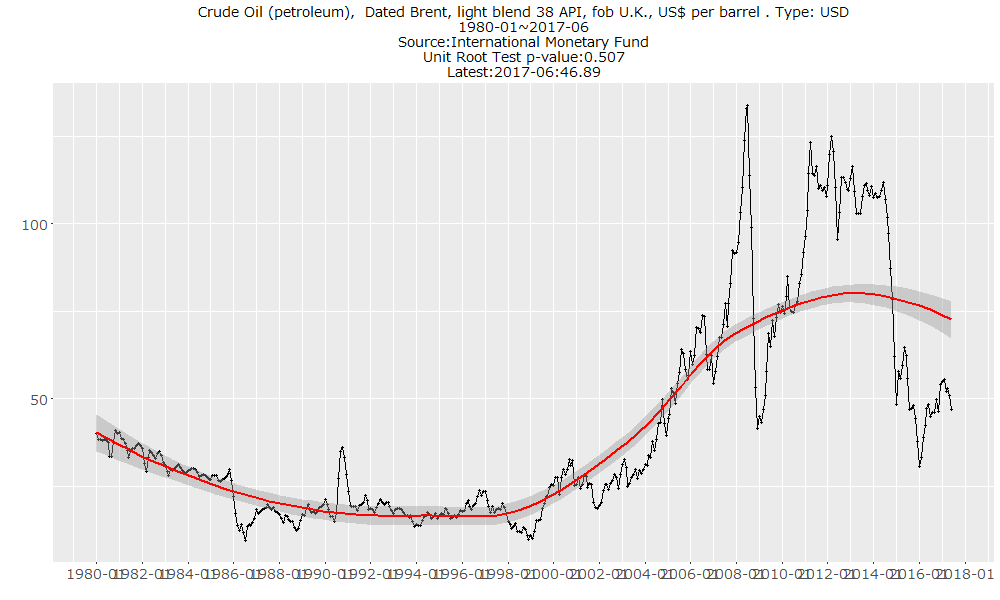 Crude Oil (petroleum),  Dated Brent, light blend 38 API, fob U.K., US$ per barrel . Type: USD
1980-01~2017-06
Source:International Monetary Fund
Unit Root Test p-value:0.507
Latest:2017-06:46.89
100
50
1980-01 1982-01 1984-01 1986-01 1988-01 1990-01 1992-01 1994-01 1996-01 1998-01 2000-01 2002-01 2004-01 2006-01 2008-01 2010-01 2012-01 2014-01 2016-01 2018-01